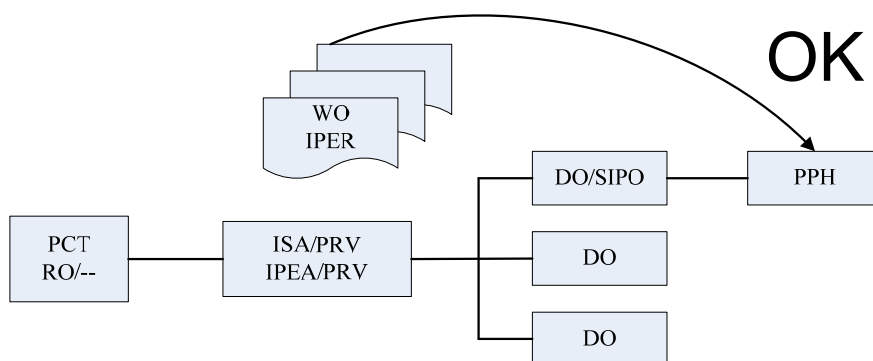 OK
WO
IPER
DO/SIPO
PPH
PCT
RO/--
ISA/PRV
IPEA/PRV
DO
DO